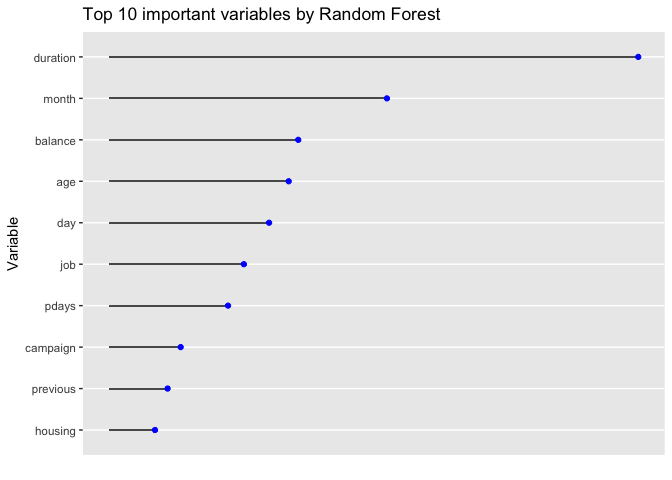 Top 10 important variables by Random Forest
Variable
duration
month
balance
age
day
job
pdays
campaign
previous
housing